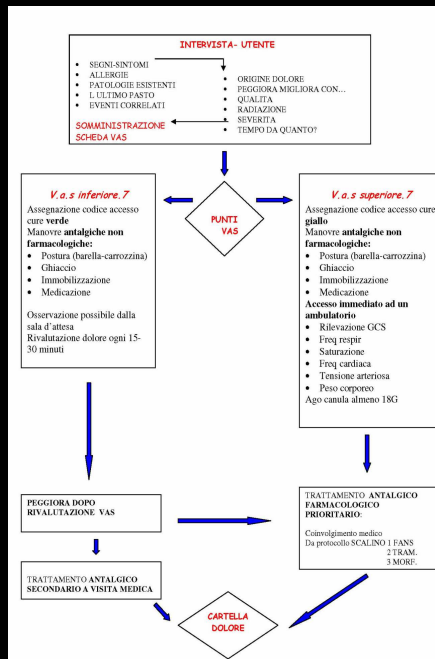 INTERVISTA- UTENTE
• SEGNI-SINTOMI
• ALLERGIE
• PATOLOGIE ESISTENTI
• L ULTIMO PASTO
• EVENTI CORRELATI
SOMMINISTRAZIONE
SCHEDA VAS
• ORIGINE DOLORE
• PEGGIORA MIGLIORA CON…
• QUALITA
• RADIAZIONE
• SEVERITA
• TEMPO DA QUANTO?
V.a.s inferiore.7
Assegnazione codice accesso
cure verde
Manovre antalgiche non
farmacologiche:
• Postura (barella-carrozzina)
• Ghiaccio
• Immobilizzazione
• Medicazione
Osservazione possibile dalla
sala d'attesa
Rivalutazione dolore ogni 15-
30 minuti
PUNTI
VAS
V.a.s superiore.7
Assegnazione codice accesso cure
giallo
Manovre antalgiche non
farmacologiche:
• Postura (barella-carrozzina)
• Ghiaccio
• Immobilizzazione
• Medicazione
Accesso immediato ad un
ambulatorio
• Rilevazione GCS
• Freq respir
• Saturazione
• Freq cardiaca
• Tensione arteriosa
• Peso corporeo
Ago canula almeno 18G
PEGGIORA DOPO
RIVALUTAZIONE VAS
TRATTAMENTO ANTALGICO
FARMACOLOGICO
PRIORITARIO:
Coinvolgimento medico
Da protocollo SCALINO 1 FANS
2 TRAM.
3 MORF.
TRATTAMENTO ANTALGICO
SECONDARIO A VISITA MEDICA
CARTELLA
DOLORE